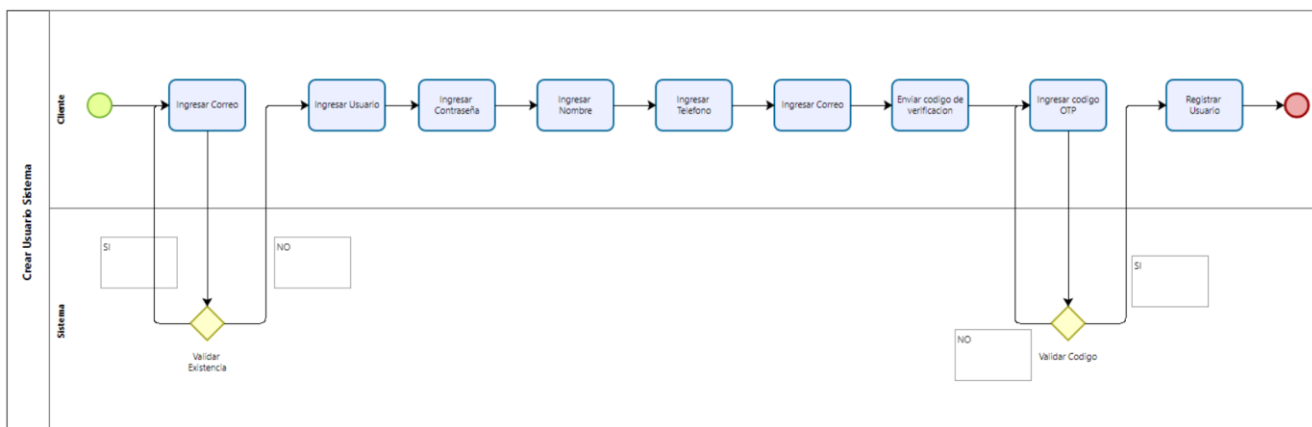 Crear Usuario Sistema
Cliente
Ingresar Correo
Ingresar Usuario
Ingresar
Contraseña
Ingresar
Nombre
Ingresar
Telefono
Ingresar Correo
Enviar codigo de
verificacion
Ingresar codigo
OTP
Registrar
Usuario
Sistema
SI
NO
Validar
Existencia
NO
Validar Codigo
SI